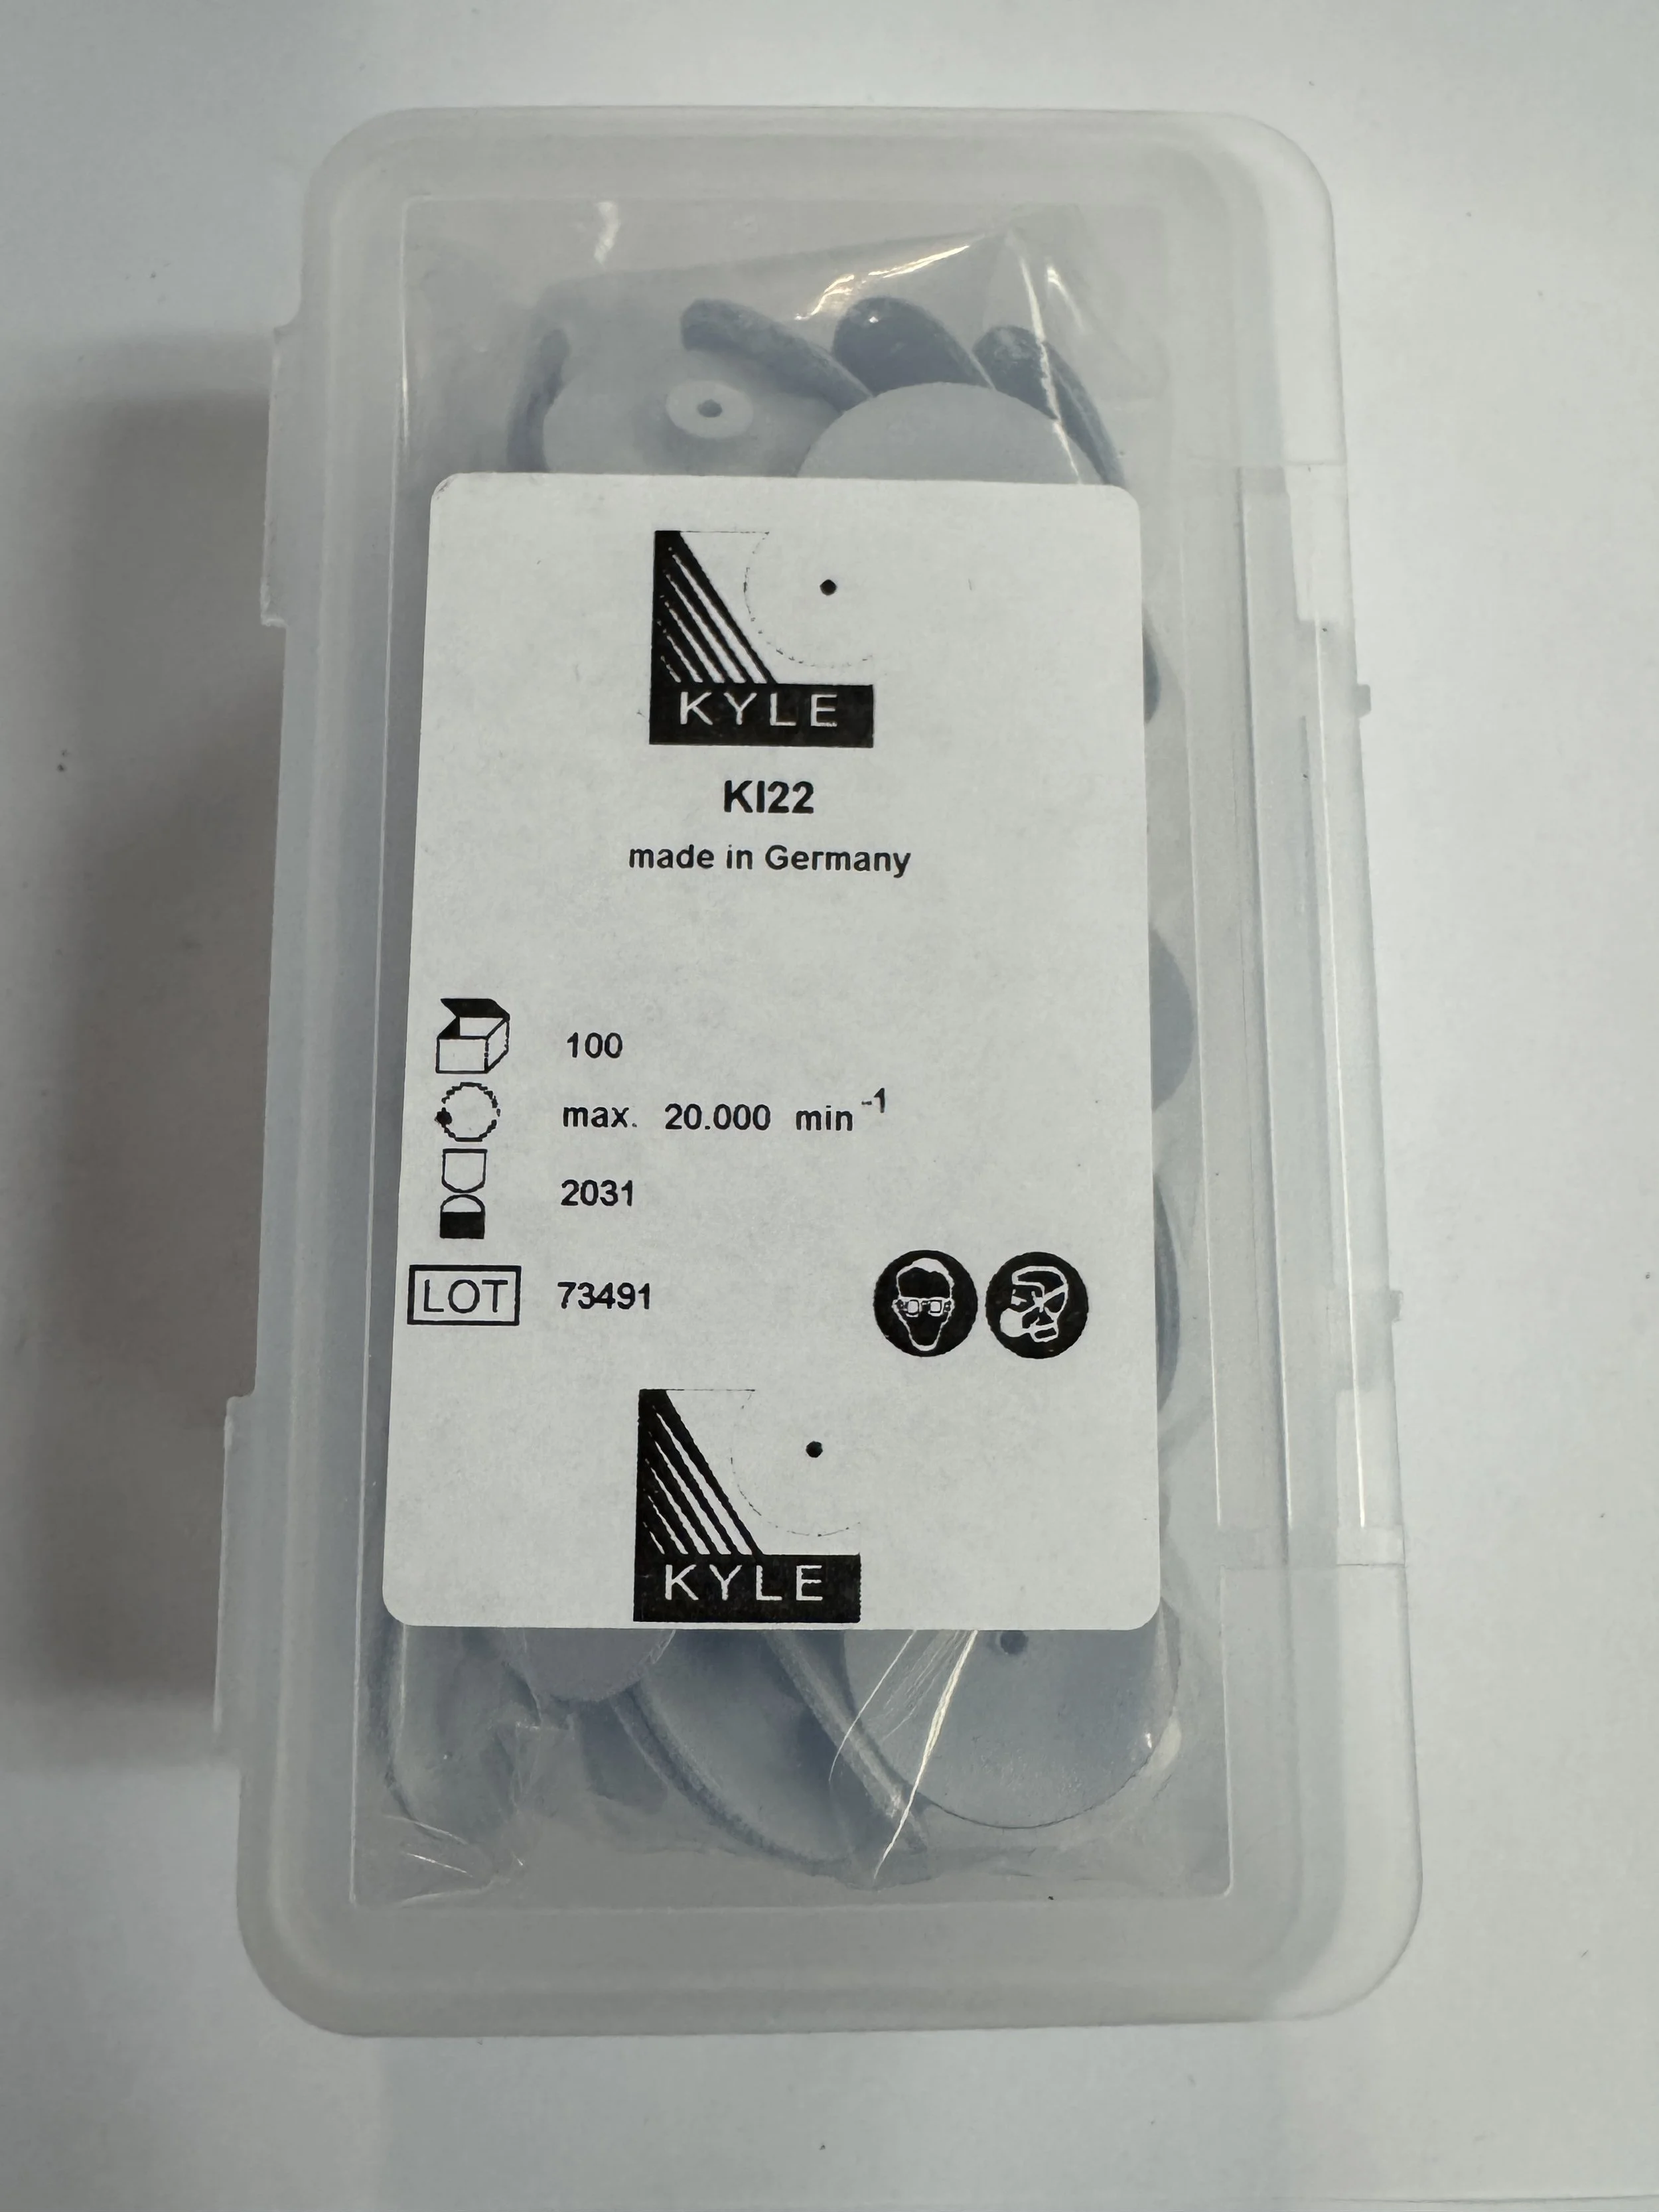 KYLE
KI22
made in Germany
100
max. 20.000 min⁻¹
2031
LOT 73491
KYLE